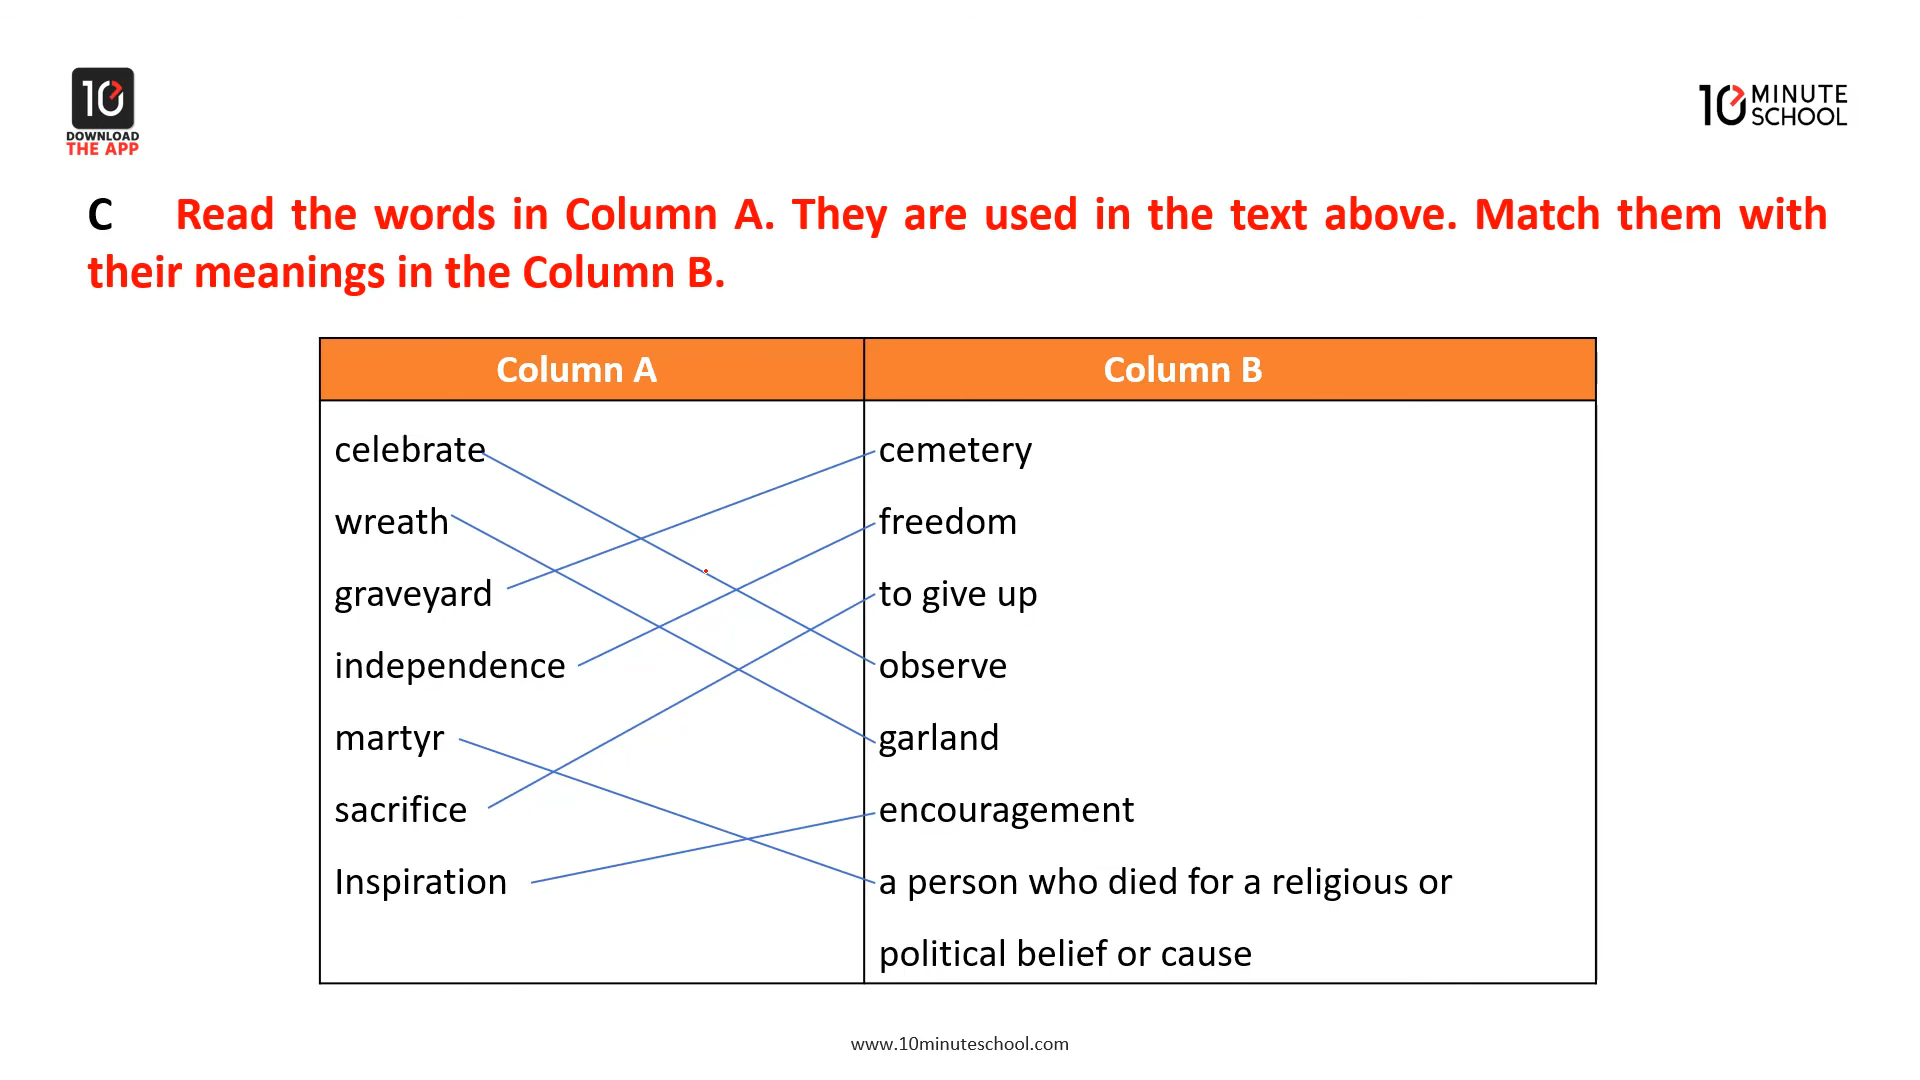 10
DOWNLOAD
THE APP
10 MINUTE
SCHOOL
C Read the words in Column A. They are used in the text above. Match them with
their meanings in the Column B.
Column A Column B
celebrate cemetery
wreath freedom
graveyard to give up
independence observe
martyr garland
sacrifice encouragement
Inspiration a person who died for a religious or
political belief or cause
www.10minuteschool.com